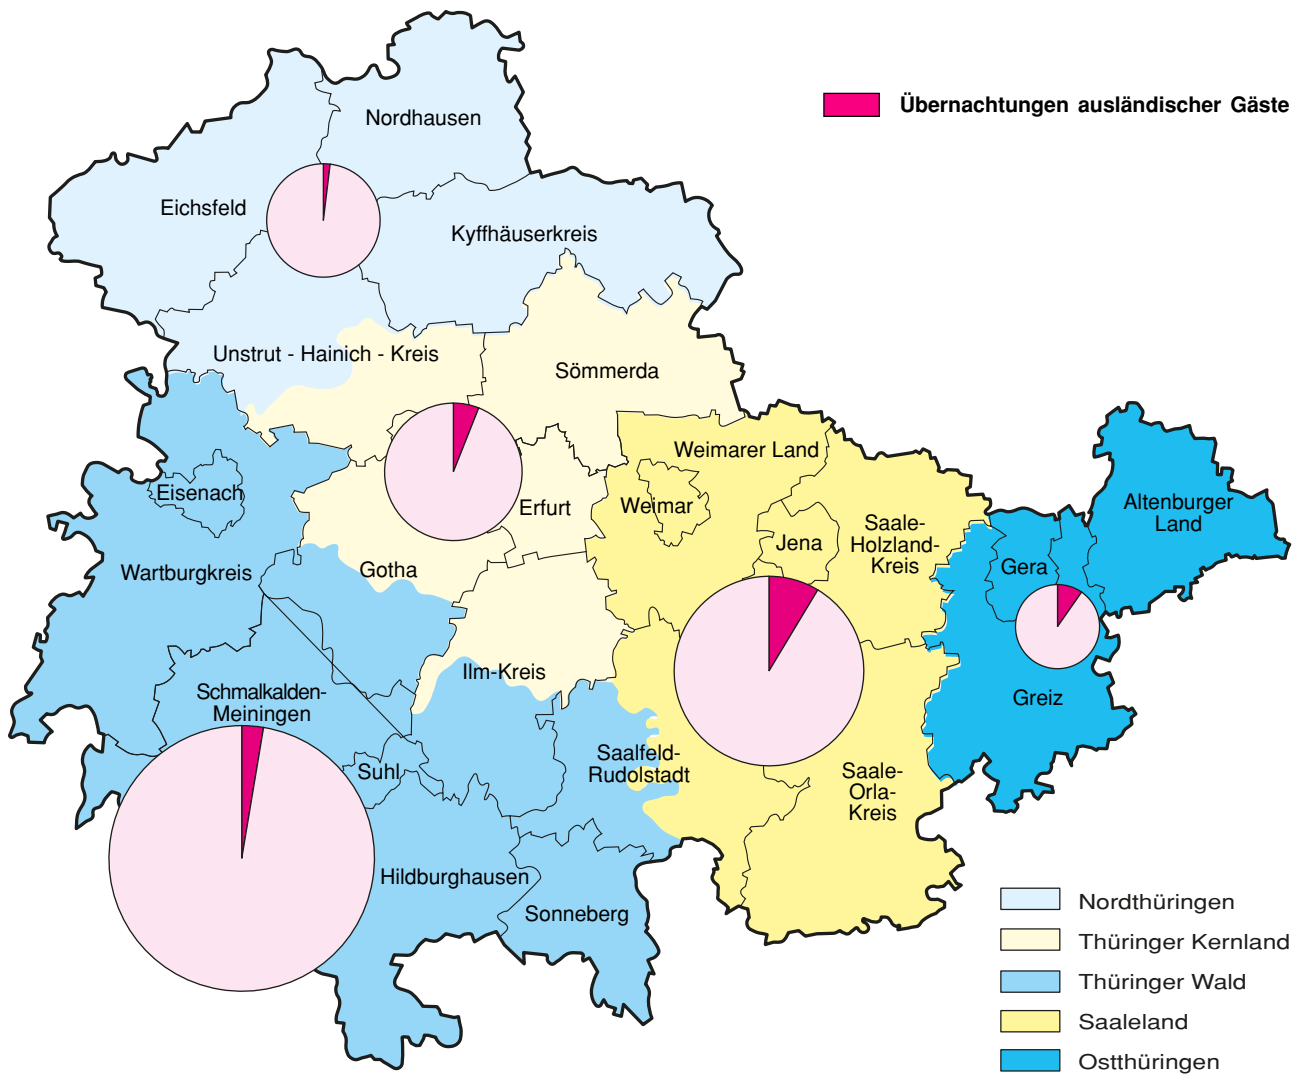 Übernachtungen ausländischer Gäste
Nordhausen
Eichsfeld
Kyffhäuserkreis
Unstrut - Hainich - Kreis
Sömmerda
Weimarer Land
Eisenach
Erfurt
Weimar
Altenburger
Land
Saale-
Holzland-
Kreis
Jena
Gera
Wartburgkreis
Gotha
Ilm-Kreis
Schmalkalden-
Meiningen
Greiz
Suhl
Saalfeld-
Rudolstadt
Saale-
Orla-
Kreis
Hildburghausen
Sonneberg
Nordthüringen
Thüringer Kernland
Thüringer Wald
Saaleland
Ostthüringen